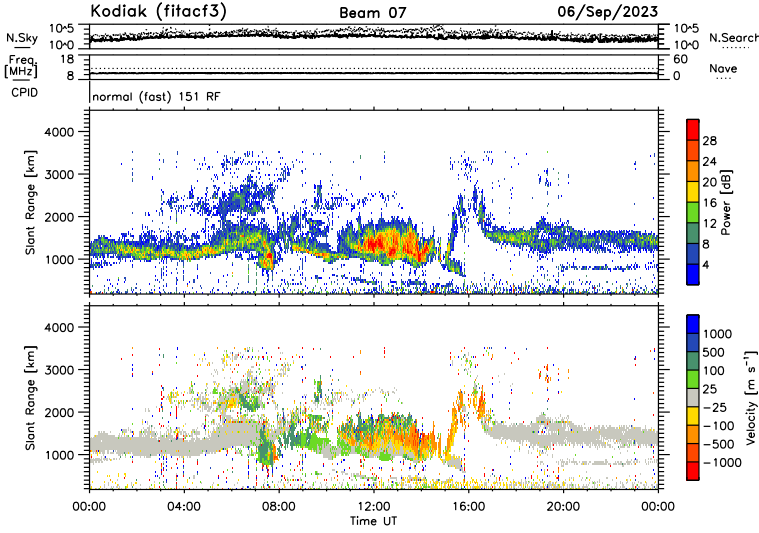 Kodiak (fitacf3) Beam 07 06/Sep/2023
N.Sky 10^5 10^0 10^5 10^0 N.Search
Freq. [MHz] 18 8 60 0 Nave
CPID normal (fast) 151 RF
Slant Range [km]
4000
3000
2000
1000
Power [dB]
28
24
20
16
12
8
4
Slant Range [km]
4000
3000
2000
1000
Velocity [m s⁻¹]
1000
500
100
25
-25
-100
-500
-1000
00:00 04:00 08:00 12:00 16:00 20:00 00:00
Time UT